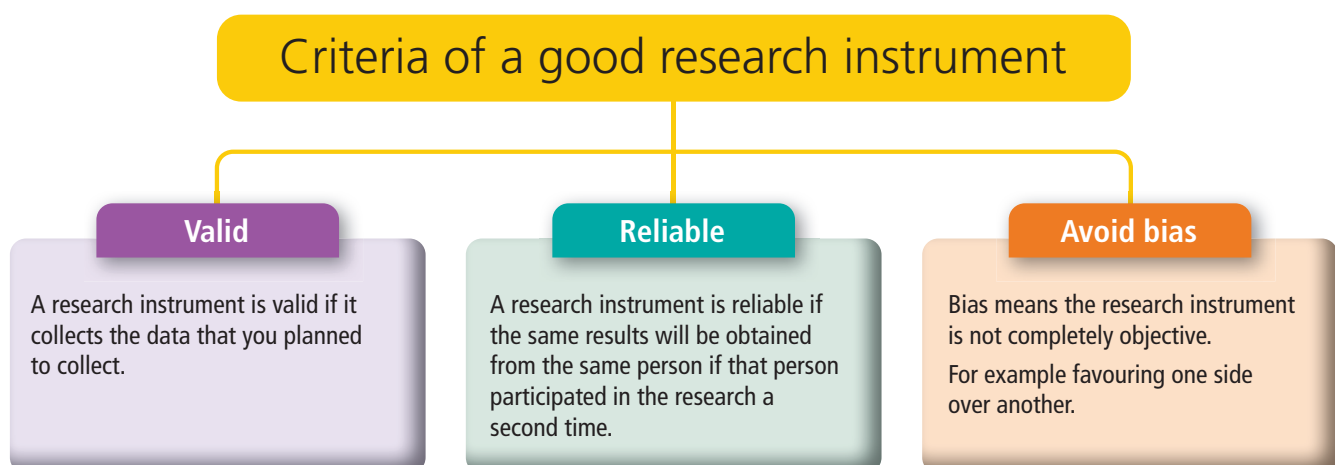 Criteria of a good research instrument
Valid
A research instrument is valid if it
collects the data that you planned
to collect.
Reliable
A research instrument is reliable if
the same results will be obtained
from the same person if that person
participated in the research a
second time.
Avoid bias
Bias means the research instrument
is not completely objective.
For example favouring one side
over another.